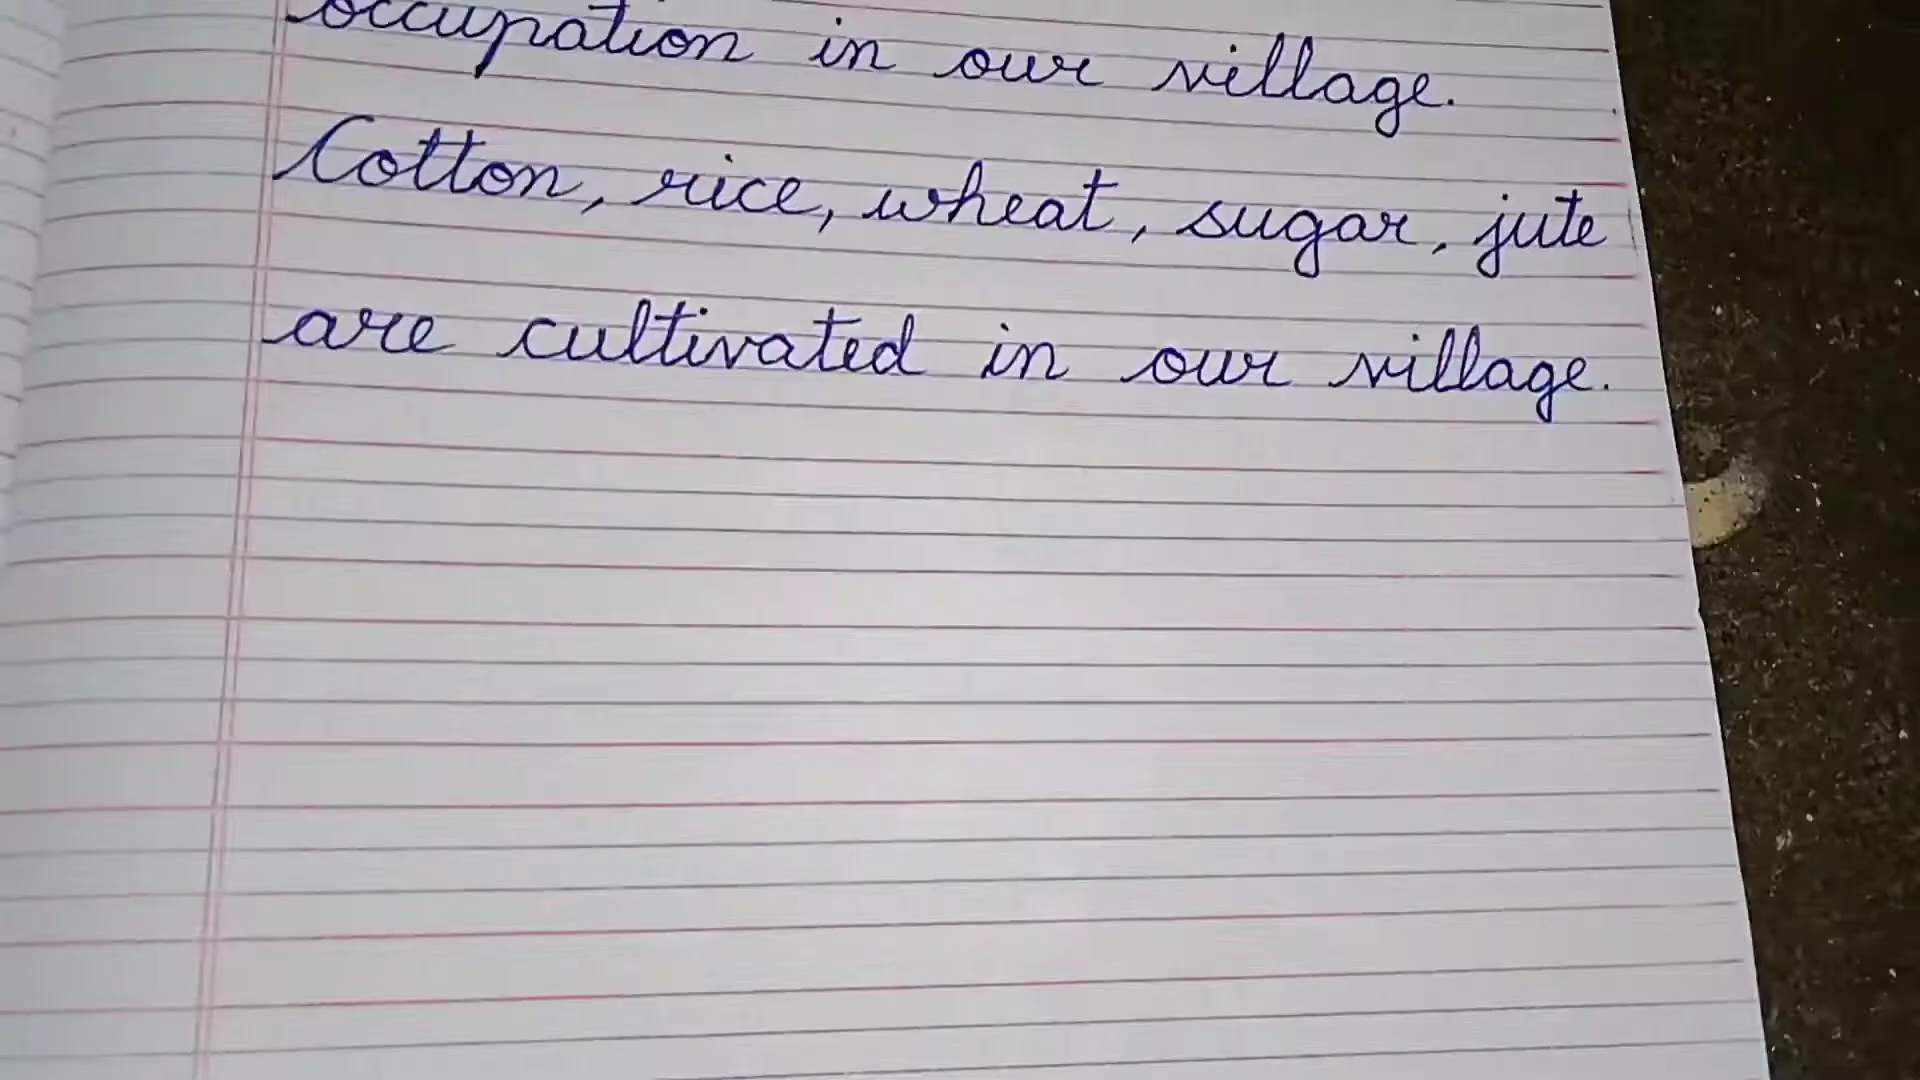 occupation in our village.
Cotton, rice, wheat, sugar, jute
are cultivated in our village.